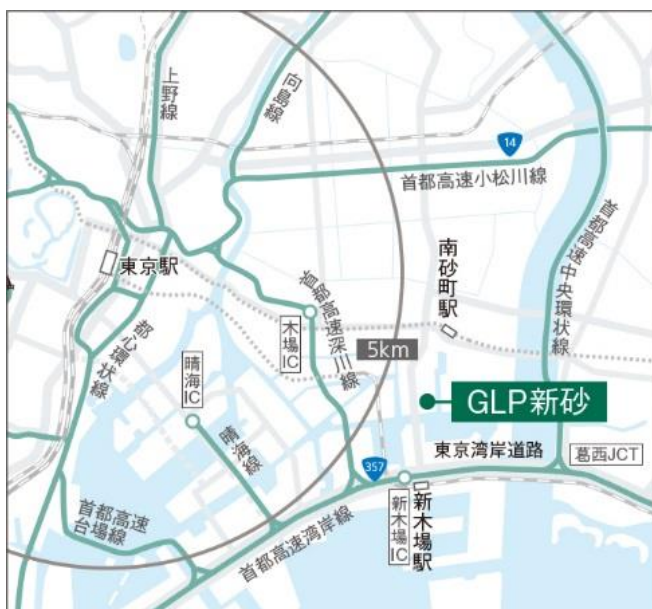 上野線
向島線
14
首都高速小松川線
首都高速中央環状線
東京駅
南砂町駅
首都高速深川線
木場IC
都心環状線
5km
晴海IC
GLP新砂
晴海線
東京湾岸道路
葛西JCT
357
首都高速
台場線
首都高速湾岸線
新木場IC
新木場駅